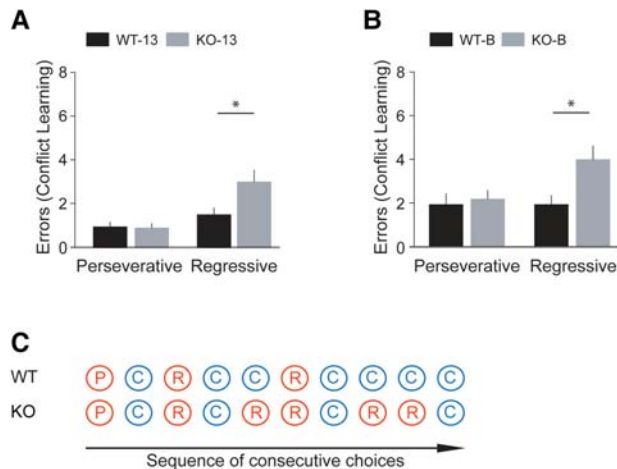 A
WT-13 KO-13
Errors (Conflict Learning)
8
6
4
2
0
*
Perseverative Regressive
B
WT-B KO-B
Errors (Conflict Learning)
8
6
4
2
0
*
Perseverative Regressive
C
WT P C R C C R C C C C
KO P C R C R R C R R C
Sequence of consecutive choices